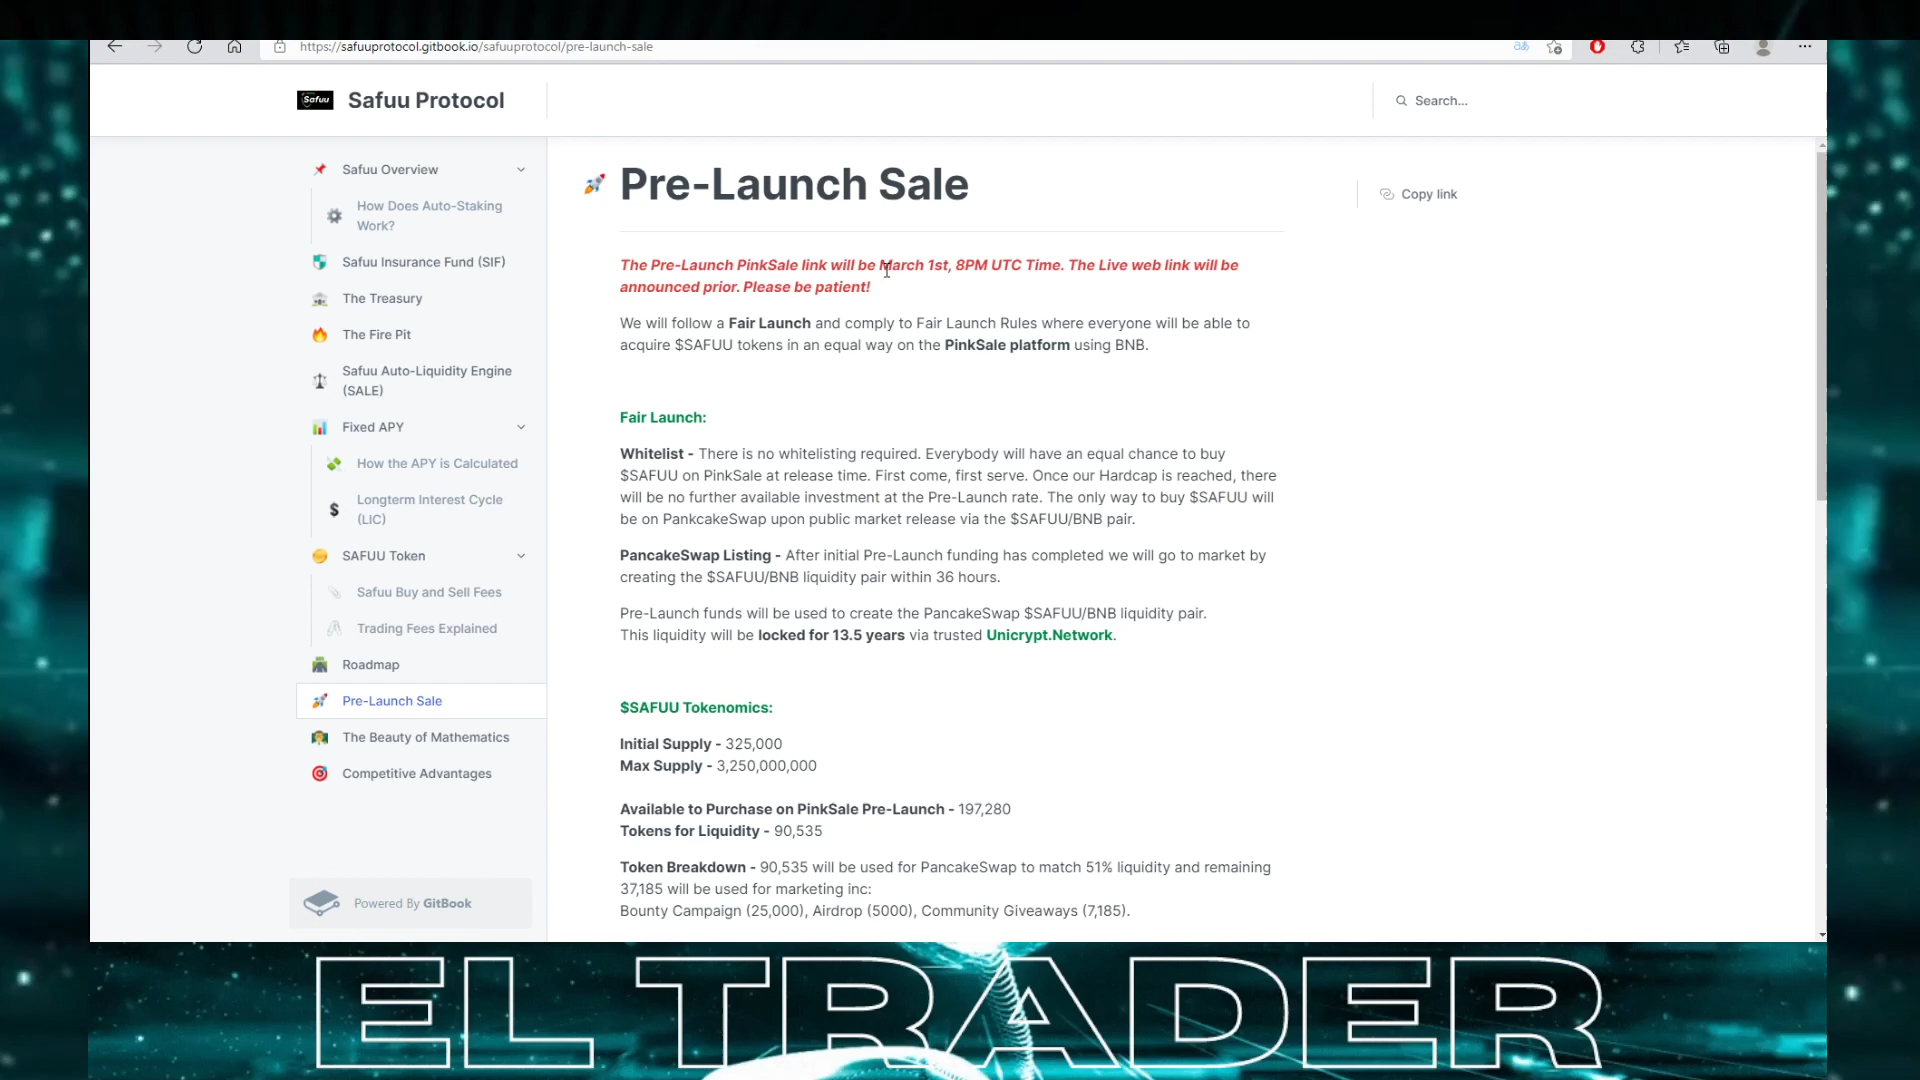 https://safuuprotocol.gitbook.io/safuuprotocol/pre-launch-sale
Safuu
Safuu Protocol
Search...
Safuu Overview
How Does Auto-Staking
Work?
Safuu Insurance Fund (SIF)
The Treasury
The Fire Pit
Safuu Auto-Liquidity Engine
(SALE)
Fixed APY
How the APY is Calculated
Longterm Interest Cycle
(LIC)
SAFUU Token
Safuu Buy and Sell Fees
Trading Fees Explained
Roadmap
Pre-Launch Sale
The Beauty of Mathematics
Competitive Advantages
Powered By GitBook
Pre-Launch Sale
Copy link
The Pre-Launch PinkSale link will be March 1st, 8PM UTC Time. The Live web link will be
announced prior. Please be patient!
We will follow a Fair Launch and comply to Fair Launch Rules where everyone will be able to
acquire $SAFUU tokens in an equal way on the PinkSale platform using BNB.
Fair Launch:
Whitelist - There is no whitelisting required. Everybody will have an equal chance to buy
$SAFUU on PinkSale at release time. First come, first serve. Once our Hardcap is reached, there
will be no further available investment at the Pre-Launch rate. The only way to buy $SAFUU will
be on PankcakeSwap upon public market release via the $SAFUU/BNB pair.
PancakeSwap Listing - After initial Pre-Launch funding has completed we will go to market by
creating the $SAFUU/BNB liquidity pair within 36 hours.
Pre-Launch funds will be used to create the PancakeSwap $SAFUU/BNB liquidity pair.
This liquidity will be locked for 13.5 years via trusted Unicrypt.Network.
$SAFUU Tokenomics:
Initial Supply - 325,000
Max Supply - 3,250,000,000
Available to Purchase on PinkSale Pre-Launch - 197,280
Tokens for Liquidity - 90,535
Token Breakdown - 90,535 will be used for PancakeSwap to match 51% liquidity and remaining
37,185 will be used for marketing inc:
Bounty Campaign (25,000), Airdrop (5000), Community Giveaways (7,185).
EL TRADER